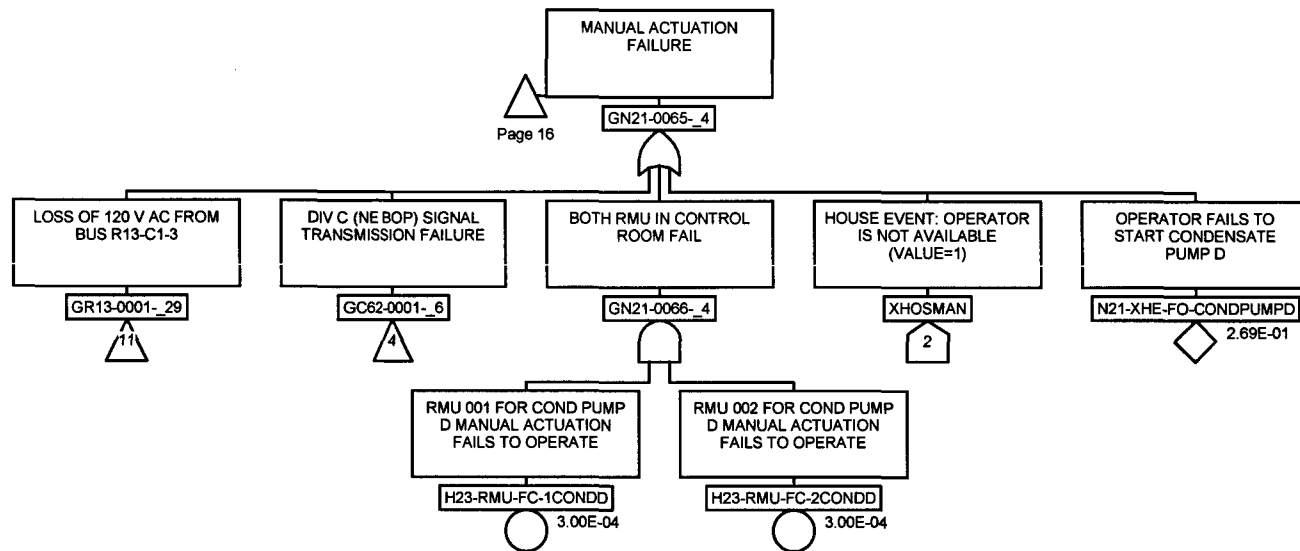 MANUAL ACTUATION
FAILURE
Page 16
GN21-0065-_4
LOSS OF 120 V AC FROM
BUS R13-C1-3
GR13-0001-_29
11
DIV C (NE BOP) SIGNAL
TRANSMISSION FAILURE
GC62-0001-_6
4
BOTH RMU IN CONTROL
ROOM FAIL
GN21-0066-_4
HOUSE EVENT: OPERATOR
IS NOT AVAILABLE
(VALUE=1)
XHOSMAN
2
OPERATOR FAILS TO
START CONDENSATE
PUMP D
N21-XHE-FO-CONDPUMPD
2.69E-01
RMU 001 FOR COND PUMP
D MANUAL ACTUATION
FAILS TO OPERATE
H23-RMU-FC-1CONDD
3.00E-04
RMU 002 FOR COND PUMP
D MANUAL ACTUATION
FAILS TO OPERATE
H23-RMU-FC-2CONDD
3.00E-04